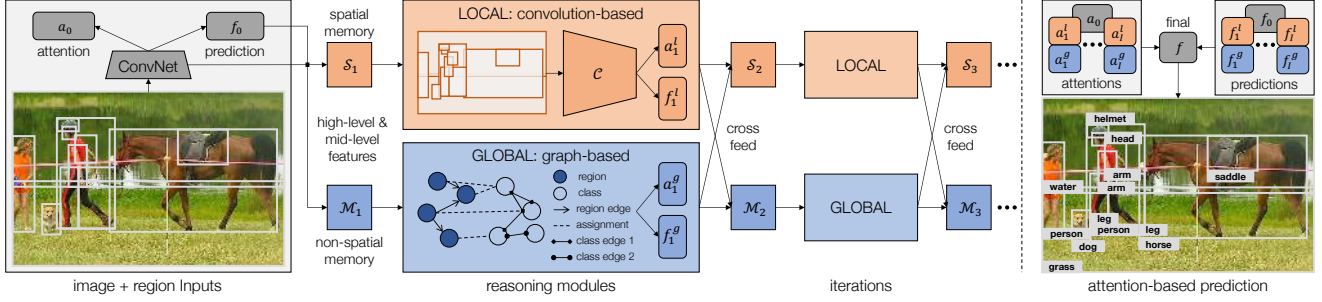 a₀
f₀
attention
prediction
ConvNet
image + region Inputs
spatial
memory
S₁
high-level &
mid-level
features
M₁
non-spatial
memory
LOCAL: convolution-based
C
a₁ˡ
f₁ˡ
GLOBAL: graph-based
region
class
region edge
assignment
class edge 1
class edge 2
a₁ᵍ
f₁ᵍ
reasoning modules
S₂
cross
feed
M₂
LOCAL
GLOBAL
iterations
S₃
cross
feed
M₃
a₀
a₁ˡ
a_Iˡ
a₁ᵍ
a_Iᵍ
attentions
final
f
f₀
f₁ˡ
f_Iˡ
f₁ᵍ
f_Iᵍ
predictions
helmet
head
arm
saddle
water
arm
leg
person
person
leg
dog
horse
grass
attention-based prediction